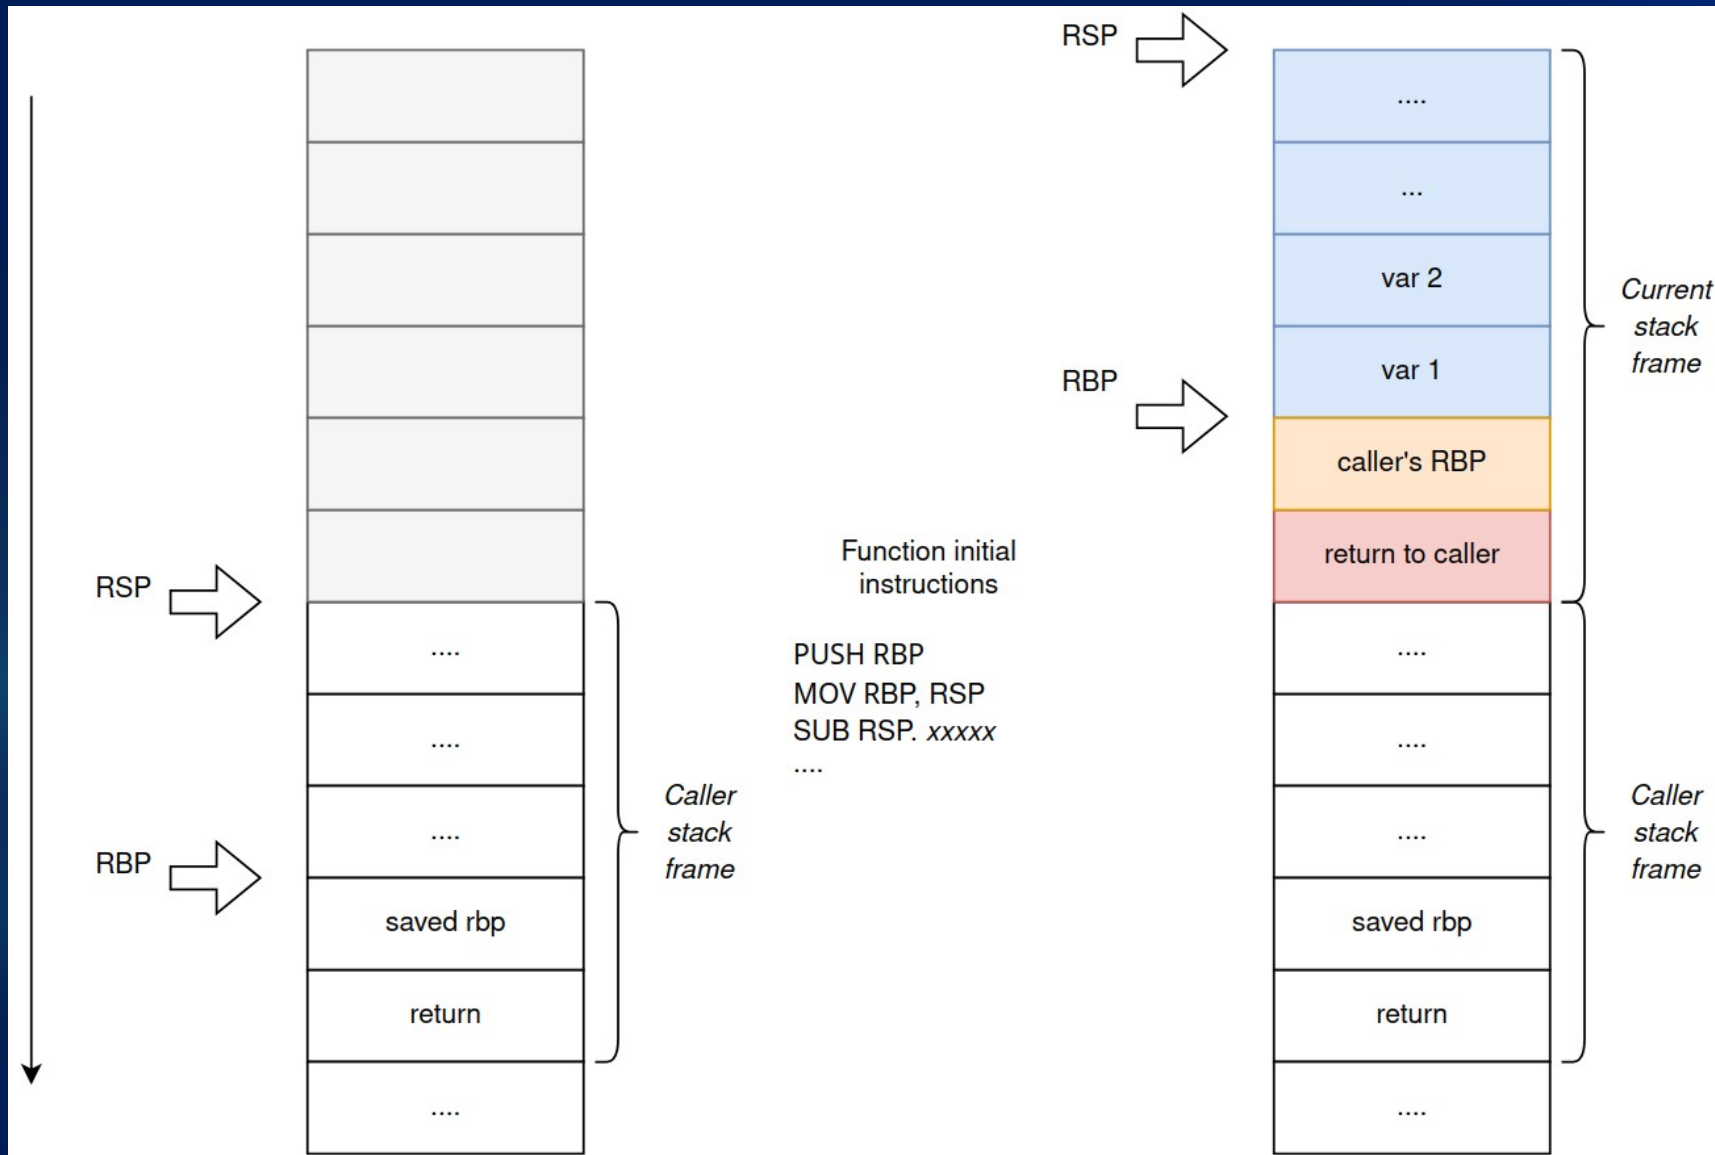 RSP
....
....
....
saved rbp
return
....
RBP
Caller
stack
frame
Function initial
instructions
PUSH RBP
MOV RBP, RSP
SUB RSP. xxxxx
....
RSP
RBP
....
...
var 2
var 1
caller's RBP
return to caller
....
....
....
saved rbp
return
....
Current
stack
frame
Caller
stack
frame